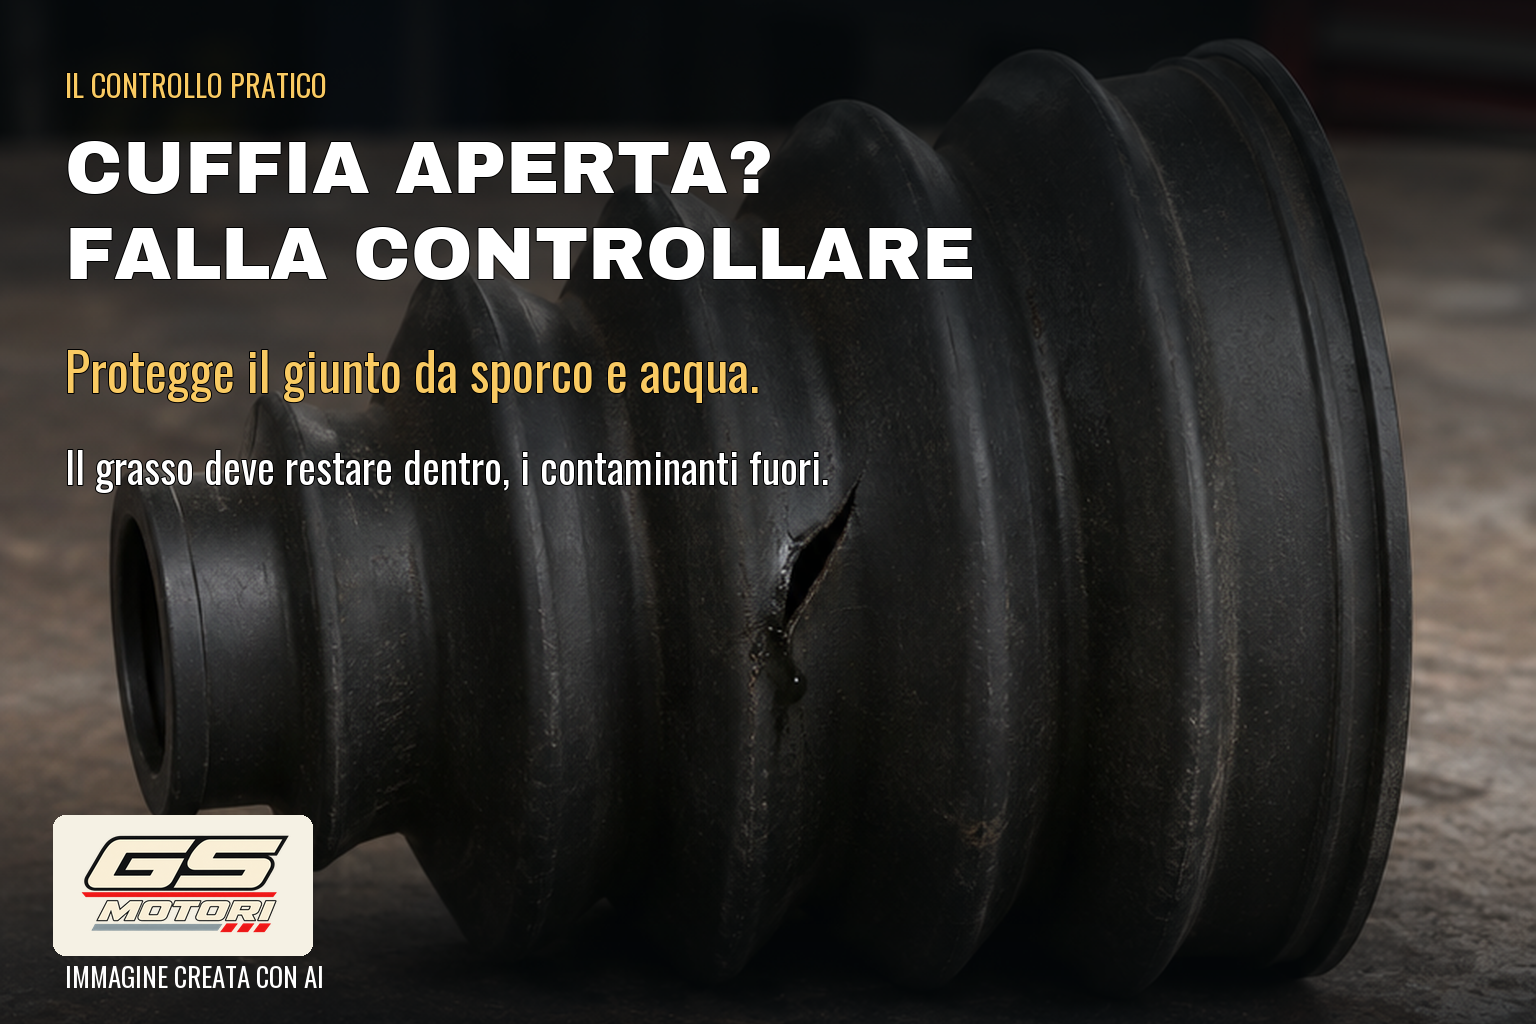 IL CONTROLLO PRATICO
CUFFIA APERTA?
FALLA CONTROLLARE
Protegge il giunto da sporco e acqua.
Il grasso deve restare dentro, i contaminanti fuori.
GS
MOTORI
IMMAGINE CREATA CON AI